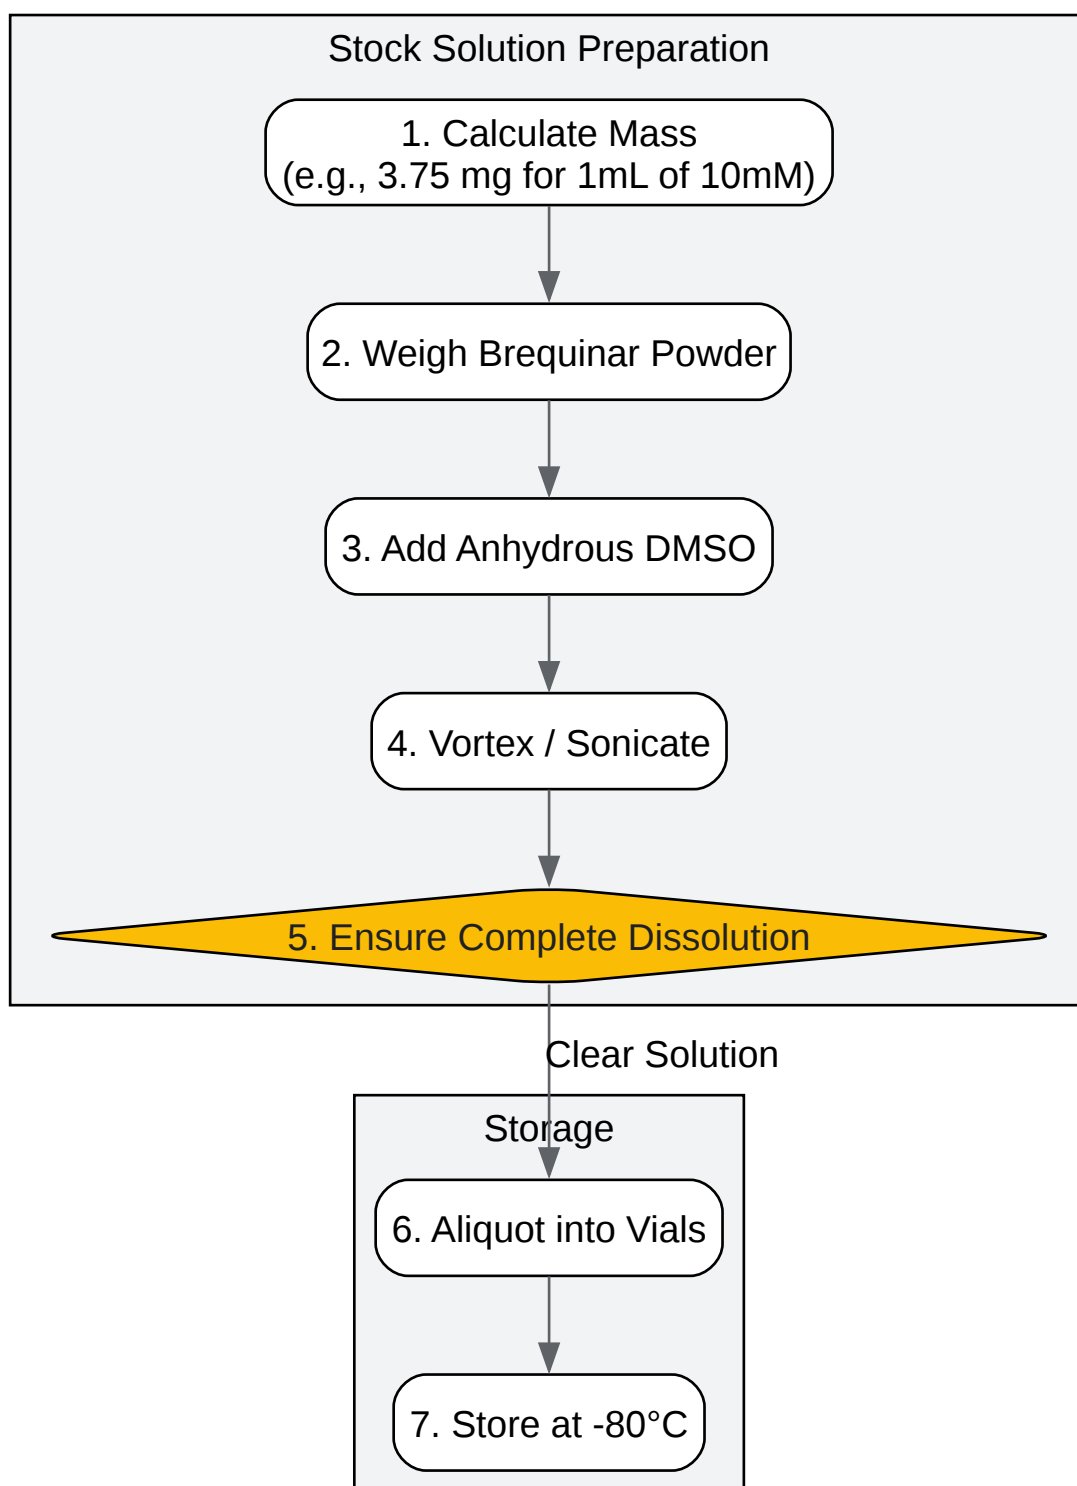 Stock Solution Preparation
1. Calculate Mass
(e.g., 3.75 mg for 1mL of 10mM)
2. Weigh Brequinar Powder
3. Add Anhydrous DMSO
4. Vortex / Sonicate
5. Ensure Complete Dissolution
Clear Solution
Storage
6. Aliquot into Vials
7. Store at -80°C